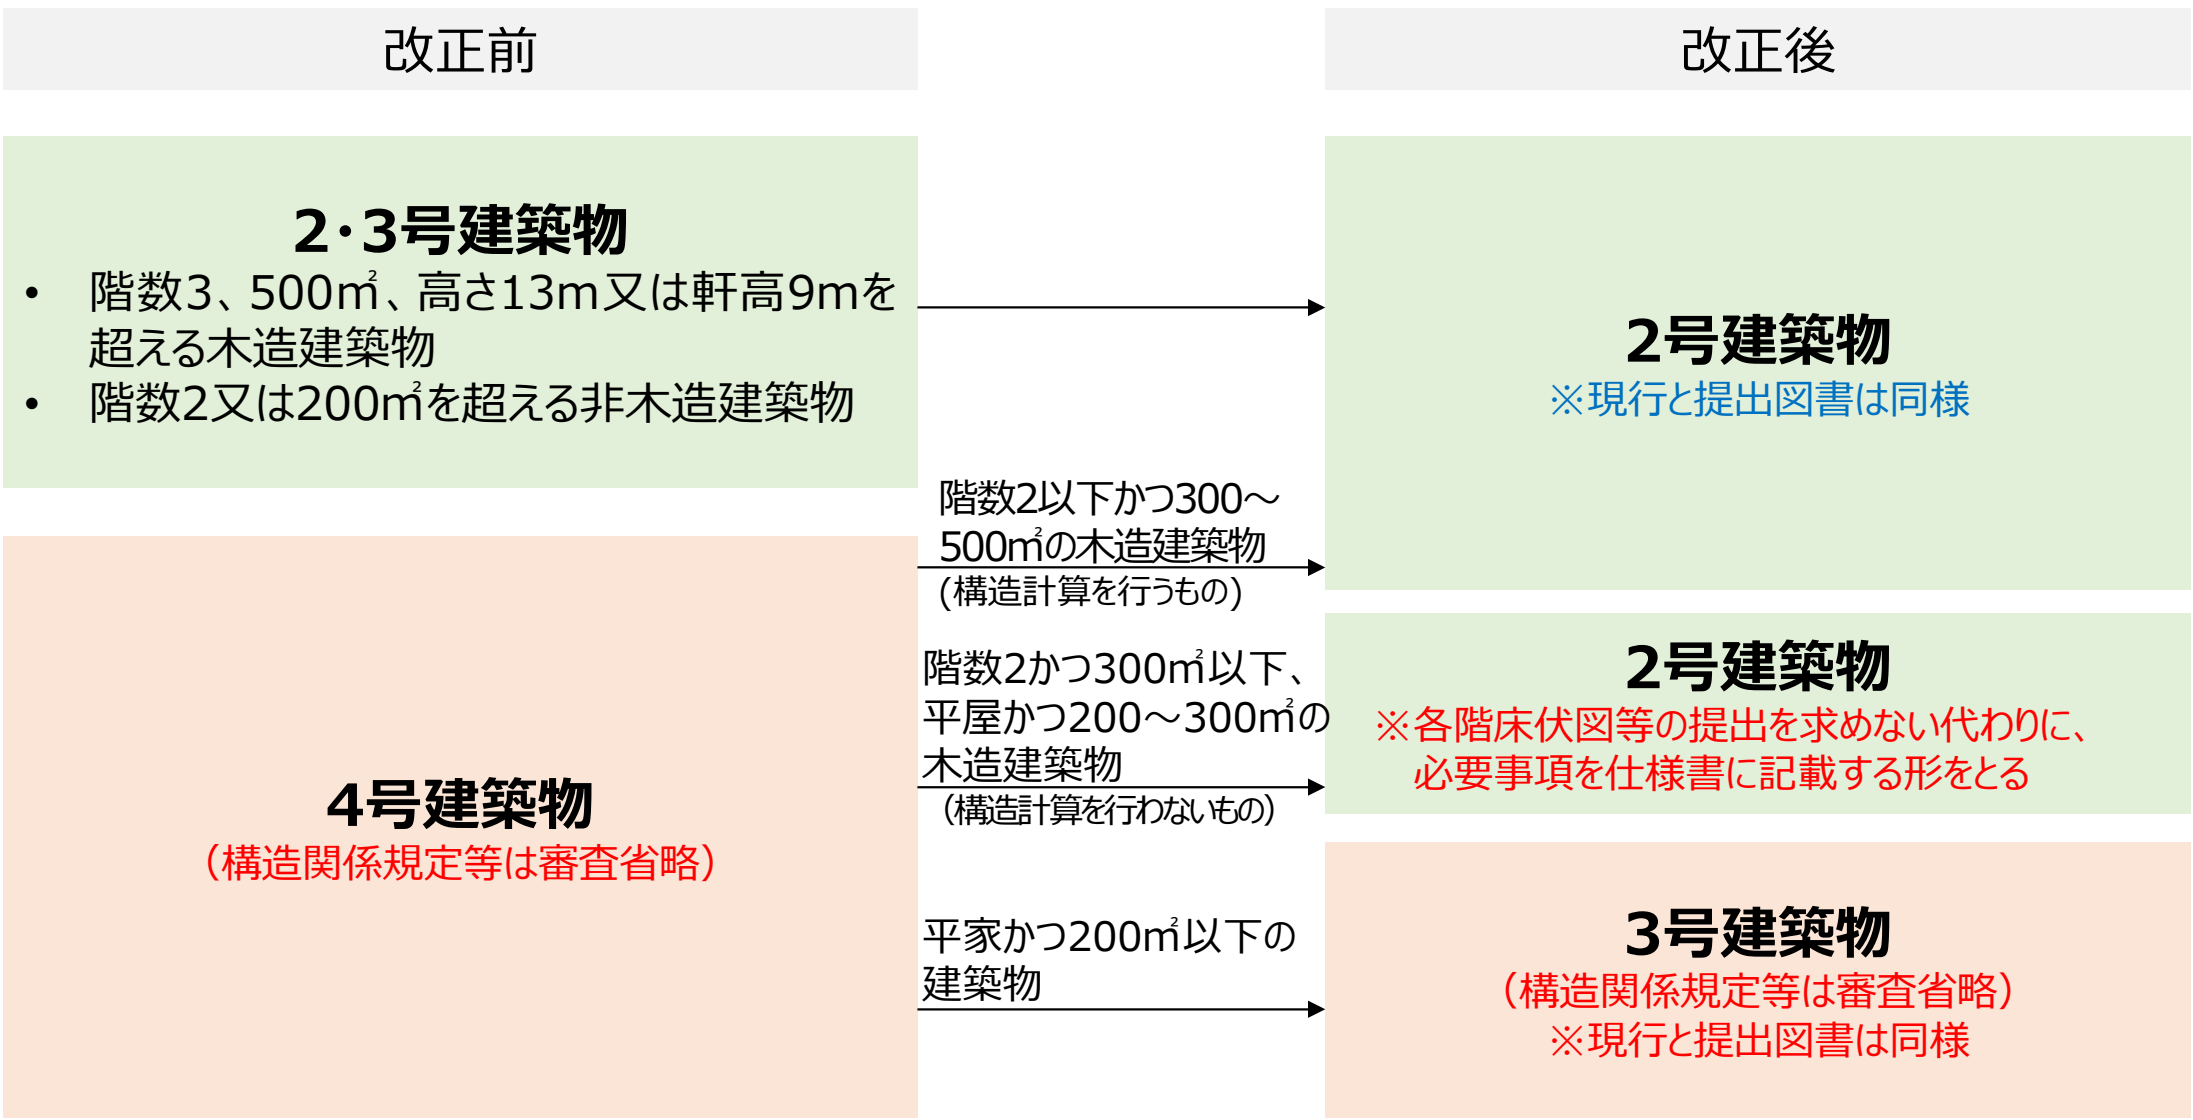 改正前
改正後
2・3号建築物
• 階数3、500㎡、高さ13m又は軒高9mを
超える木造建築物
• 階数2又は200㎡を超える非木造建築物
2号建築物
※現行と提出図書は同様
階数2以下かつ300～
500㎡の木造建築物
(構造計算を行うもの)
4号建築物
（構造関係規定等は審査省略）
階数2かつ300㎡以下、
平屋かつ200～300㎡の
木造建築物
（構造計算を行わないもの）
2号建築物
※各階床伏図等の提出を求めない代わりに、
必要事項を仕様書に記載する形をとる
平家かつ200㎡以下の
建築物
3号建築物
（構造関係規定等は審査省略）
※現行と提出図書は同様